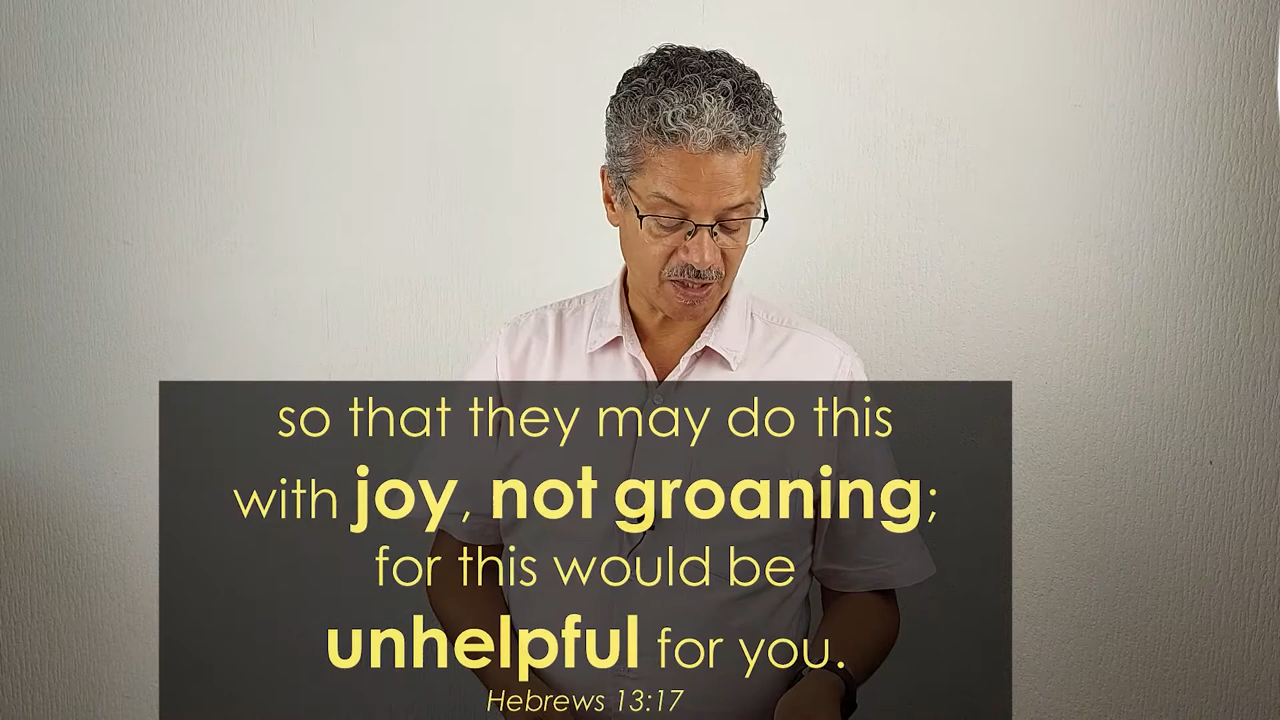 so that they may do this
with joy, not groaning;
for this would be
unhelpful for you.
Hebrews 13:17